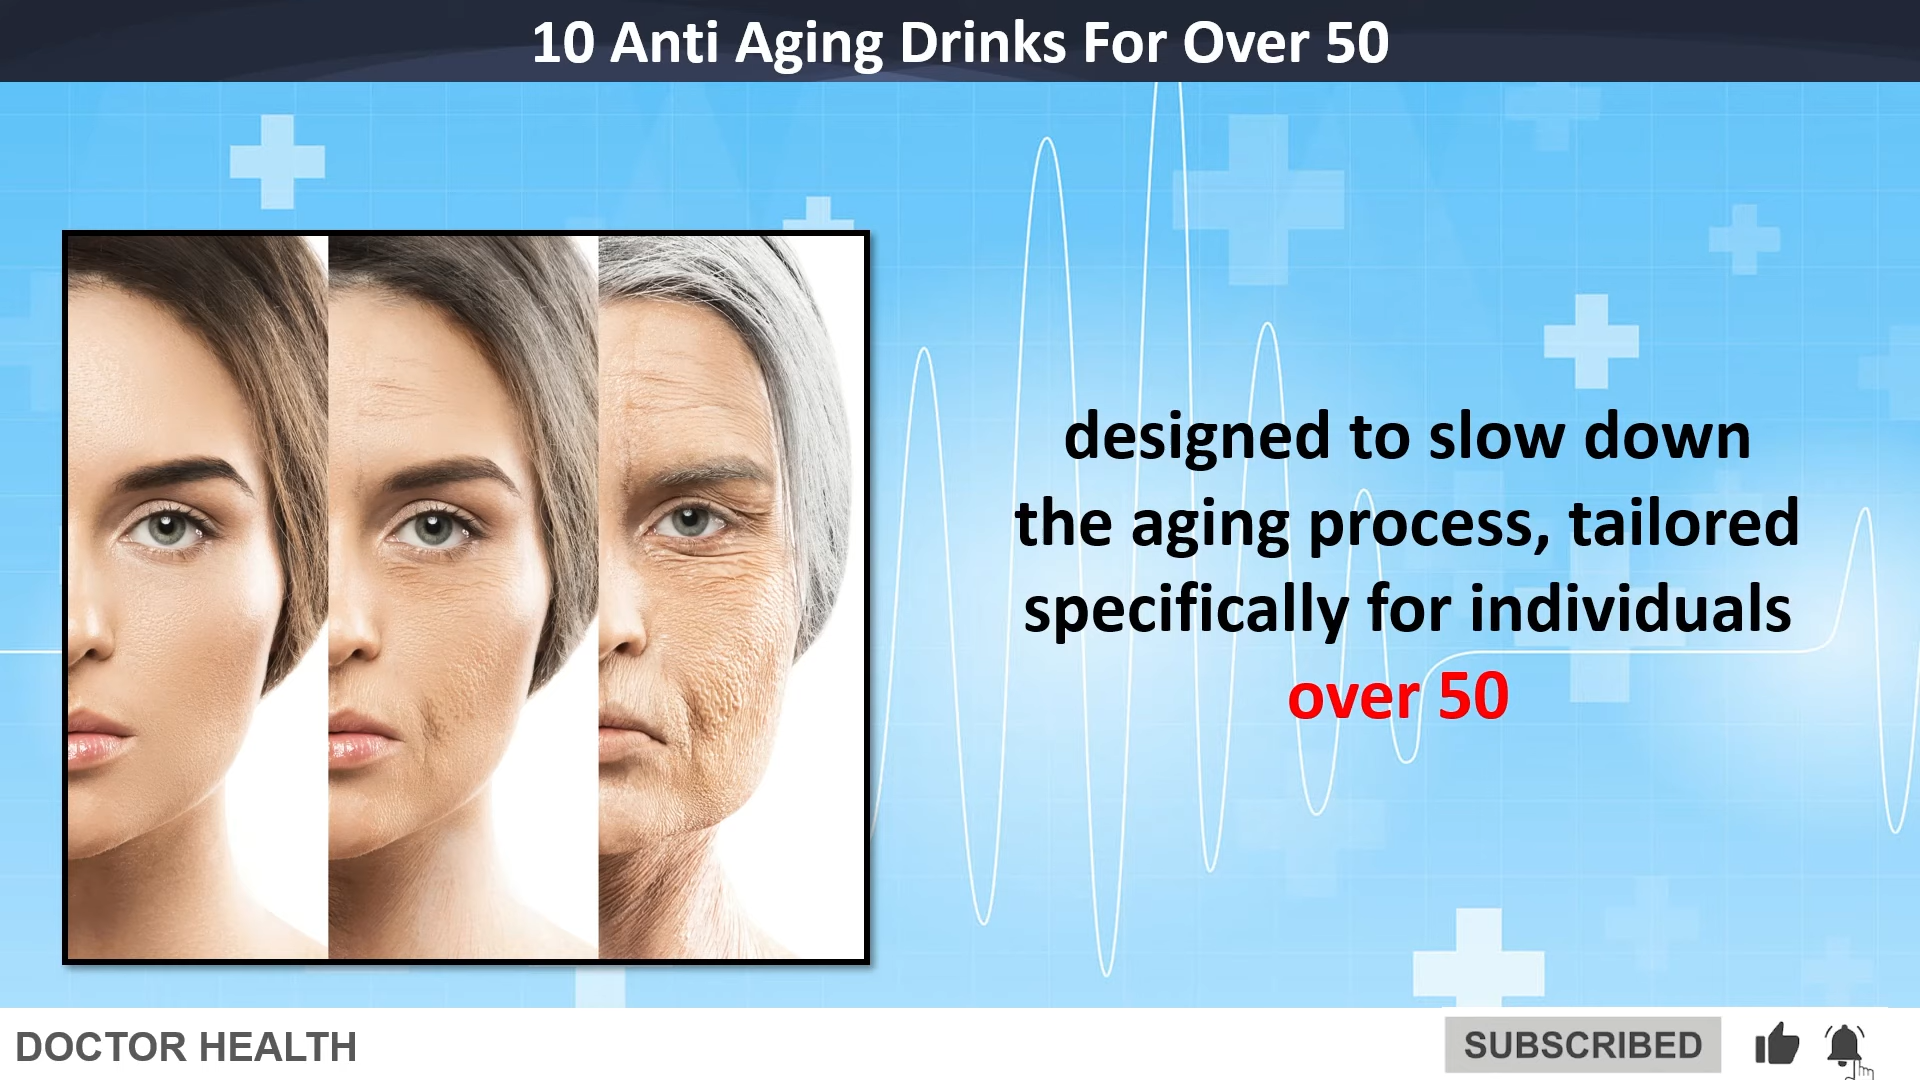 10 Anti Aging Drinks For Over 50
designed to slow down
the aging process, tailored
specifically for individuals
over 50
DOCTOR HEALTH
SUBSCRIBED